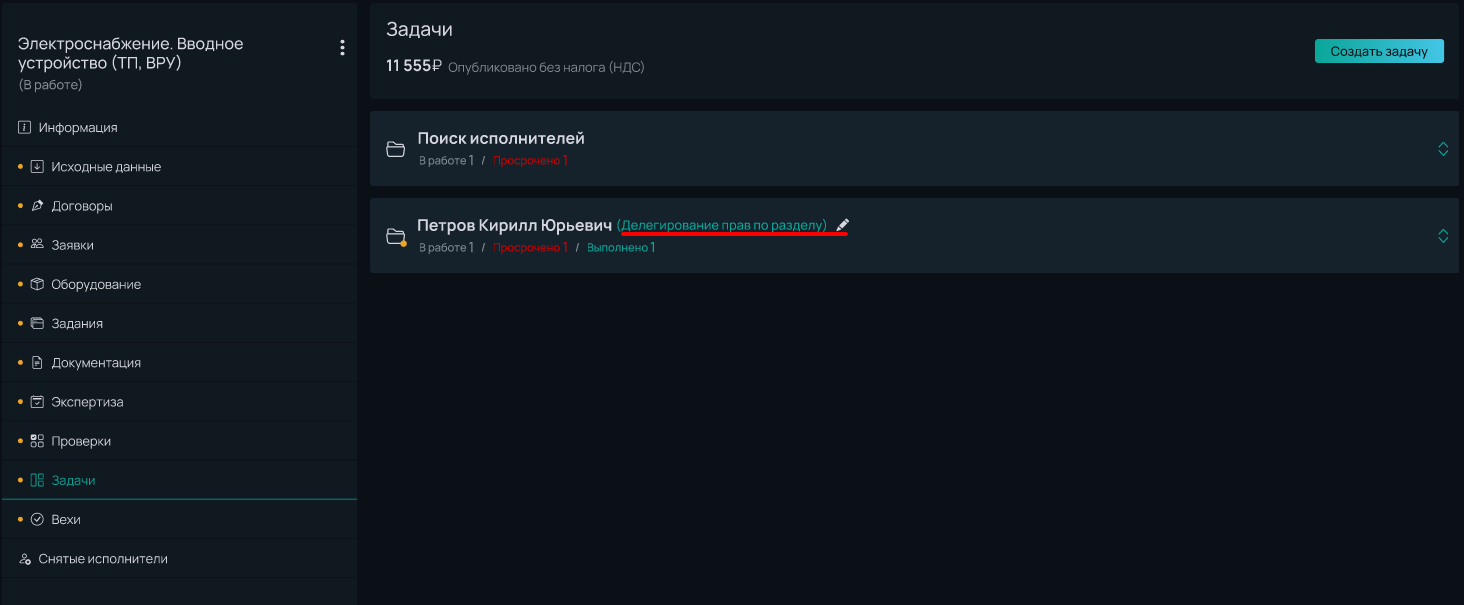 Электроснабжение. Вводное
устройство (ТП, ВРУ)
(В работе)
Информация
Исходные данные
Договоры
Заявки
Оборудование
Задания
Документация
Экспертиза
Проверки
Задачи
Вехи
Снятые исполнители
Задачи
11 555₽ Опубликовано без налога (НДС)
Создать задачу
Поиск исполнителей
В работе 1 / Просрочено 1
Петров Кирилл Юрьевич (Делегирование прав по разделу)
В работе 1 / Просрочено 1 / Выполнено 1